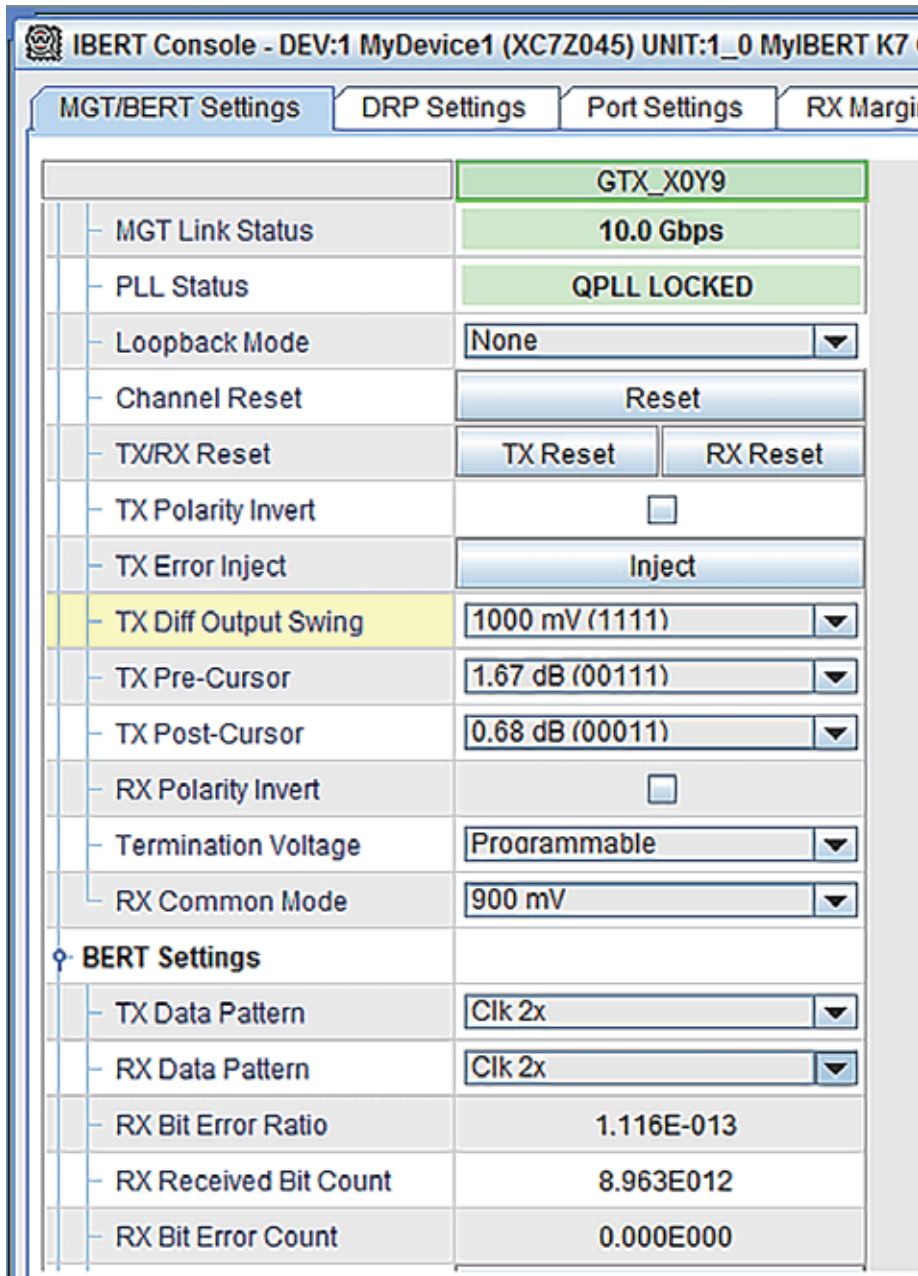 IBERT Console - DEV:1 MyDevice1 (XC7Z045) UNIT:1_0 MyIBERT K7
MGT/BERT Settings DRP Settings Port Settings RX Margi
GTX_X0Y9
MGT Link Status 10.0 Gbps
PLL Status QPLL LOCKED
Loopback Mode None
Channel Reset Reset
TX/RX Reset TX Reset RX Reset
TX Polarity Invert
TX Error Inject Inject
TX Diff Output Swing 1000 mV (1111)
TX Pre-Cursor 1.67 dB (00111)
TX Post-Cursor 0.68 dB (00011)
RX Polarity Invert
Termination Voltage Programmable
RX Common Mode 900 mV
BERT Settings
TX Data Pattern Clk 2x
RX Data Pattern Clk 2x
RX Bit Error Ratio 1.116E-013
RX Received Bit Count 8.963E012
RX Bit Error Count 0.000E000